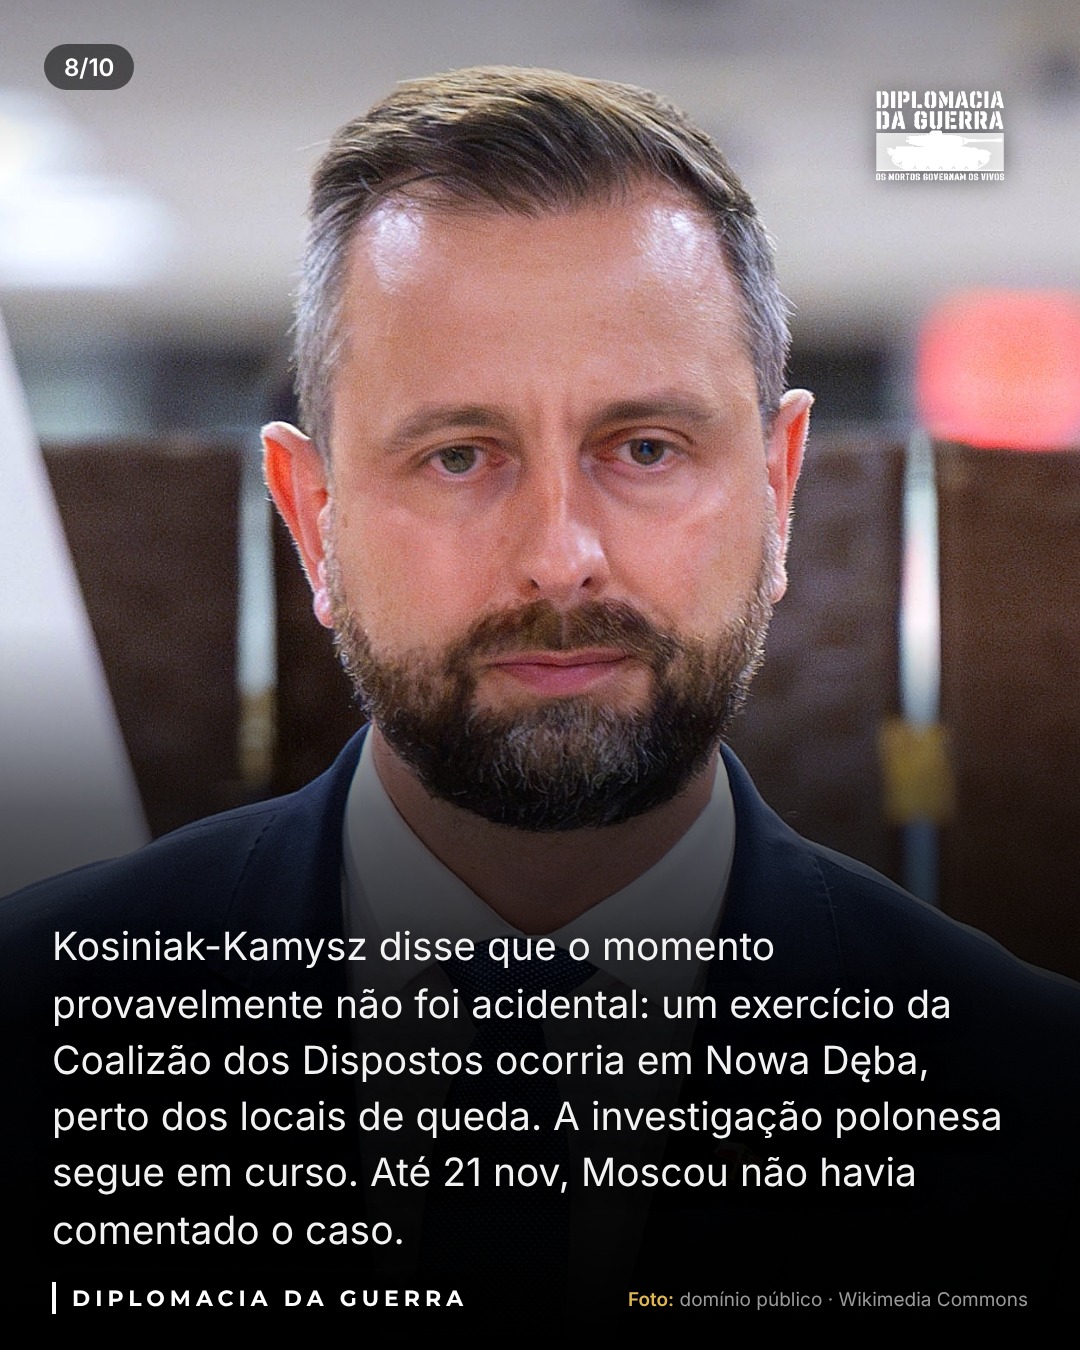 8/10
DIPLOMACIA
DA GUERRA
OS MORTOS GOVERNAM OS VIVOS
Kosiniak-Kamysz disse que o momento
provavelmente não foi acidental: um exercício da
Coalizão dos Dispostos ocorria em Nowa Dęba,
perto dos locais de queda. A investigação polonesa
segue em curso. Até 21 nov, Moscou não havia
comentado o caso.
DIPLOMACIA DA GUERRA
Foto: domínio público · Wikimedia Commons